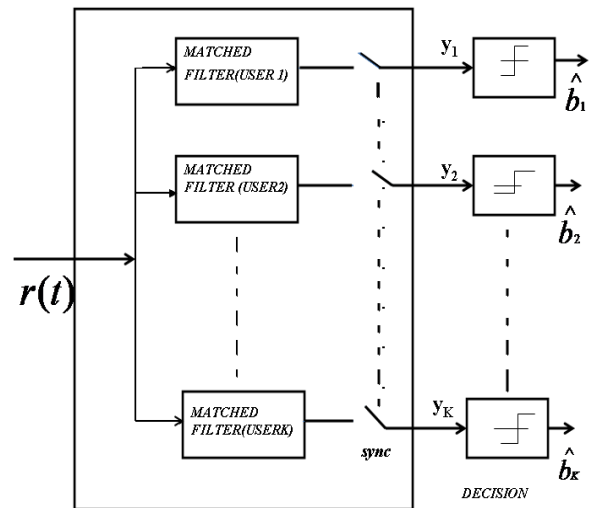 MATCHED
FILTER(USER 1)
y1
b̂1
MATCHED
FILTER (USER2)
y2
b̂2
r(t)
MATCHED
FILTER(USERK)
yK
sync
b̂K
DECISION